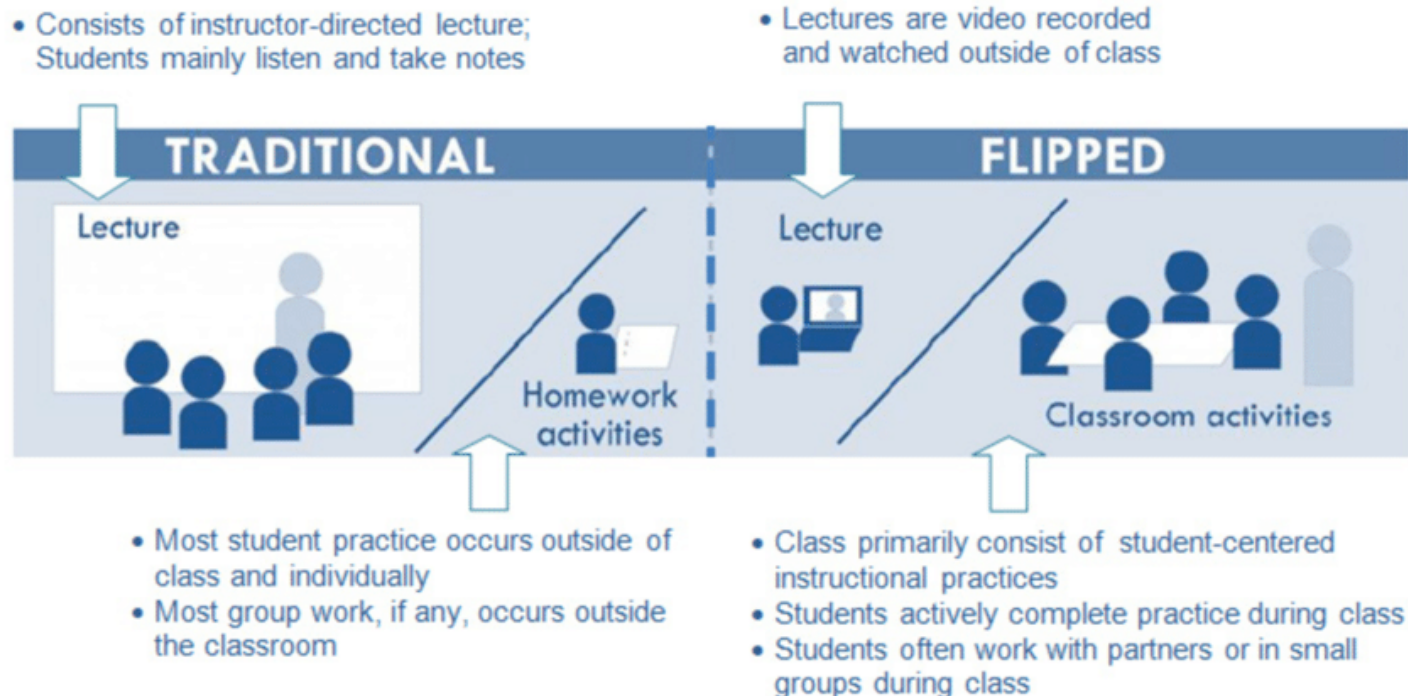 • Consists of instructor-directed lecture;
Students mainly listen and take notes
• Lectures are video recorded
and watched outside of class
TRADITIONAL
FLIPPED
Lecture
Homework
activities
Lecture
Classroom activities
• Most student practice occurs outside of
class and individually
• Most group work, if any, occurs outside
the classroom
• Class primarily consist of student-centered
instructional practices
• Students actively complete practice during class
• Students often work with partners or in small
groups during class